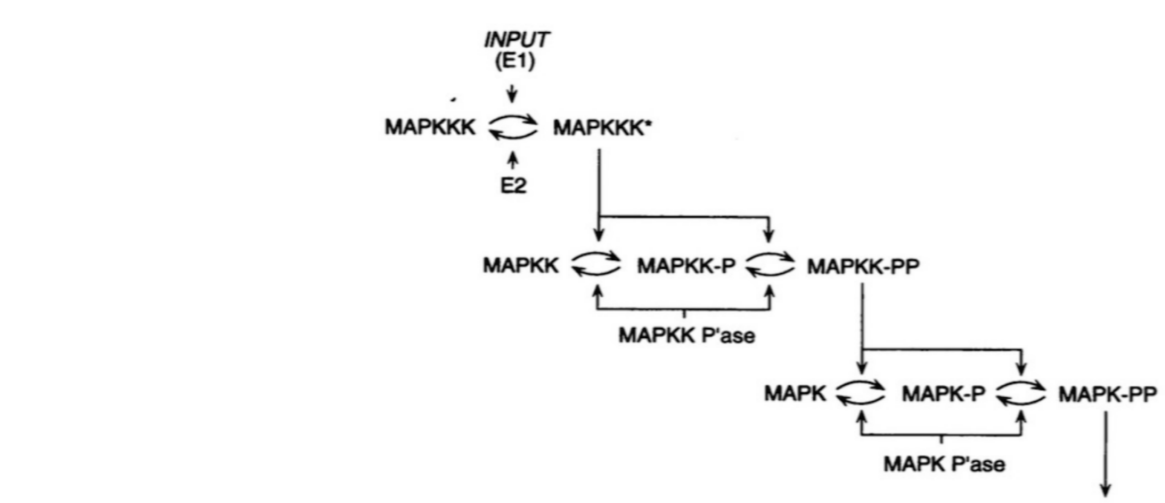 INPUT
(E1)
MAPKKK MAPKKK*
E2
MAPKK MAPKK-P MAPKK-PP
MAPKK P'ase
MAPK MAPK-P MAPK-PP
MAPK P'ase